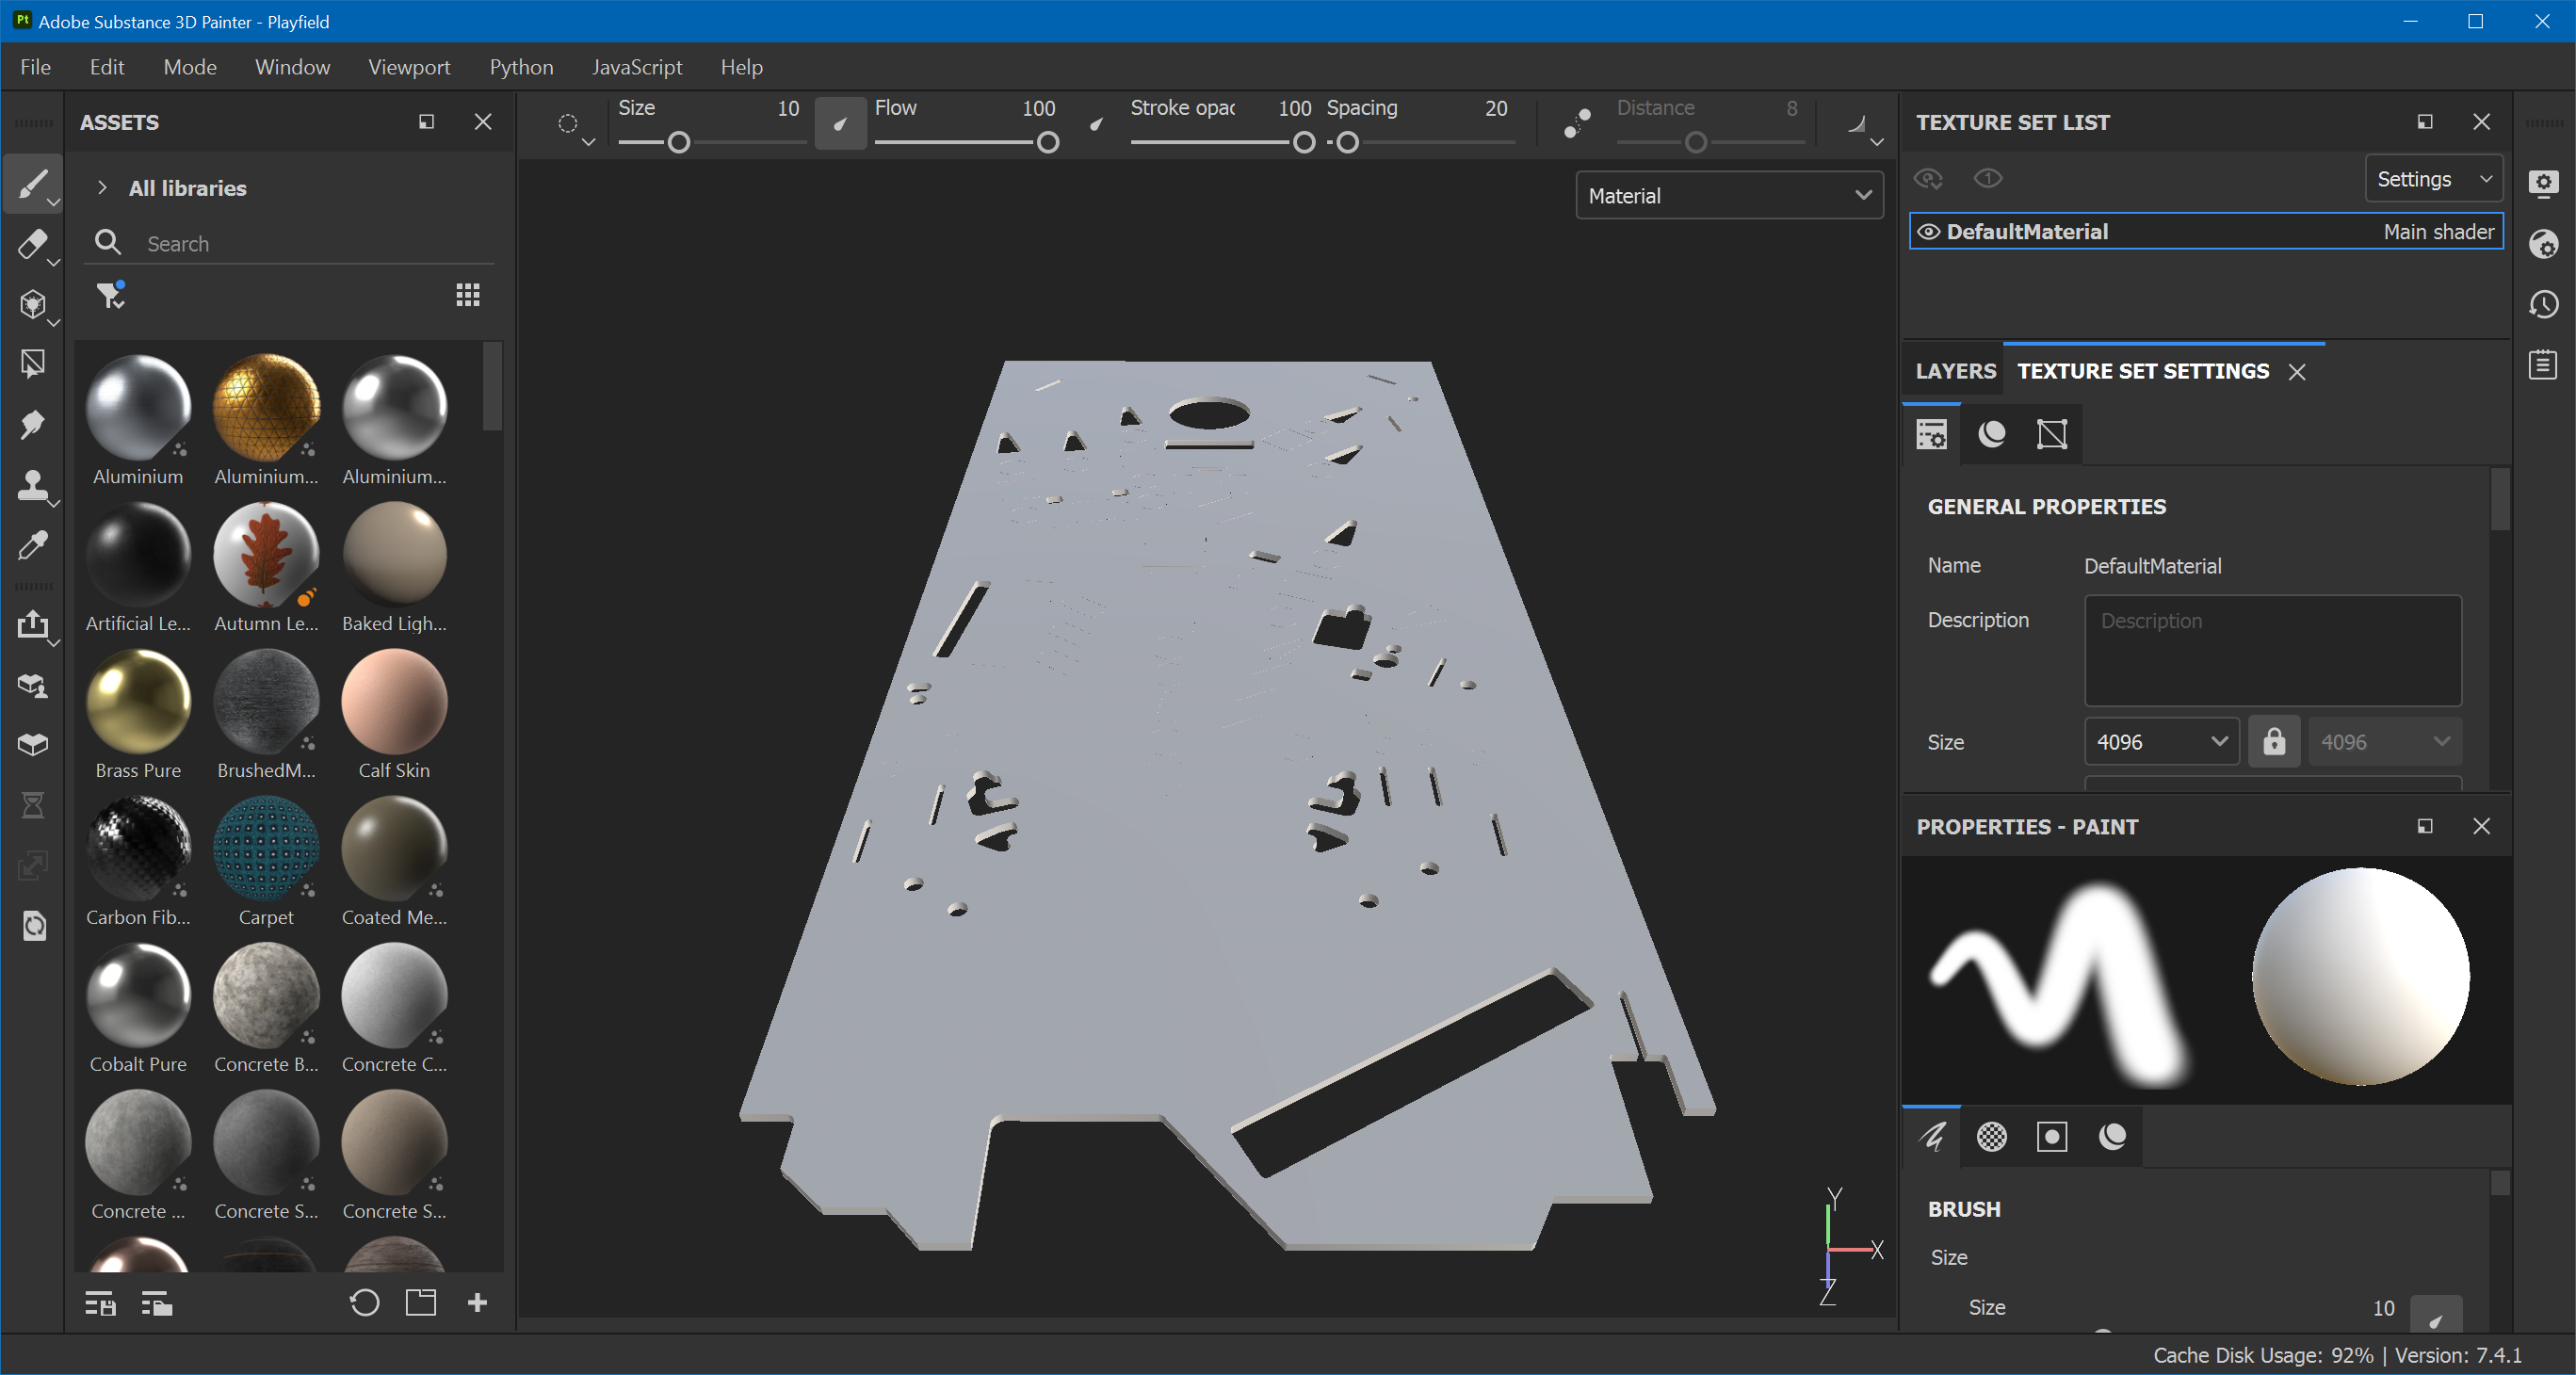 Pt Adobe Substance 3D Painter - Playfield
File Edit Mode Window Viewport Python JavaScript Help
ASSETS
All libraries
Search
Aluminium Aluminium... Aluminium...
Artificial Le... Autumn Le... Baked Ligh...
Brass Pure BrushedM... Calf Skin
Carbon Fib... Carpet Coated Me...
Cobalt Pure Concrete B... Concrete C...
Concrete ... Concrete S... Concrete S...
Size 10 Flow 100 Stroke opac 100 Spacing 20 Distance 8
Material
Y
X
Z
TEXTURE SET LIST
1
Settings
DefaultMaterial Main shader
LAYERS TEXTURE SET SETTINGS
GENERAL PROPERTIES
Name DefaultMaterial
Description Description
Size 4096 4096
PROPERTIES - PAINT
BRUSH
Size
Size 10
Cache Disk Usage: 92% | Version: 7.4.1